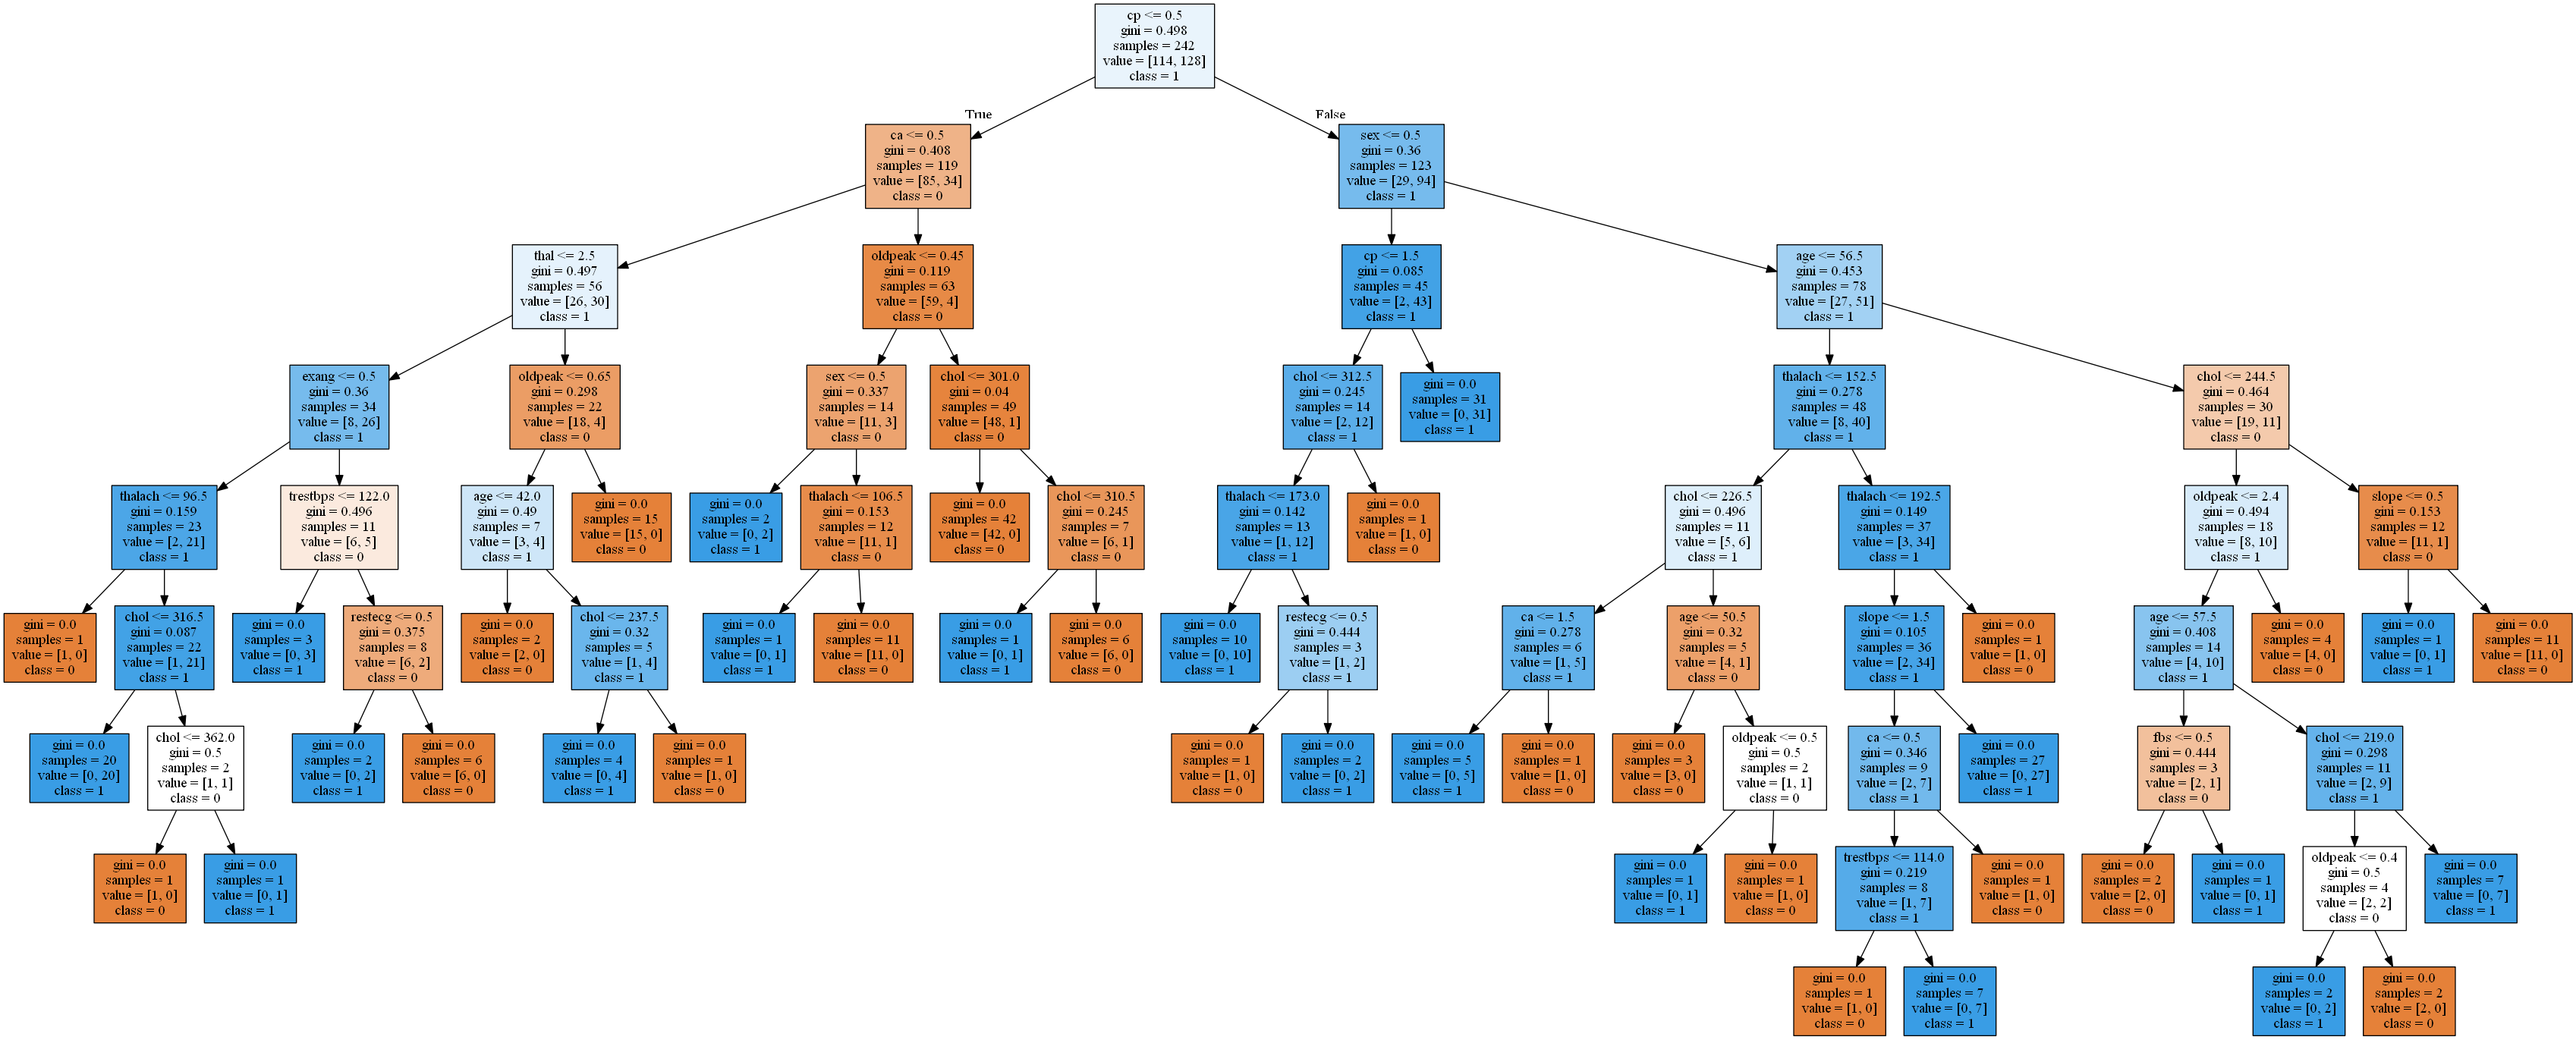 cp <= 0.5
gini = 0.498
samples = 242
value = [114, 128]
class = 1
True
False
ca <= 0.5
gini = 0.408
samples = 119
value = [85, 34]
class = 0
sex <= 0.5
gini = 0.36
samples = 123
value = [29, 94]
class = 1
thal <= 2.5
gini = 0.497
samples = 56
value = [26, 30]
class = 1
oldpeak <= 0.45
gini = 0.119
samples = 63
value = [59, 4]
class = 0
cp <= 1.5
gini = 0.085
samples = 45
value = [2, 43]
class = 1
age <= 56.5
gini = 0.453
samples = 78
value = [27, 51]
class = 1
exang <= 0.5
gini = 0.36
samples = 34
value = [8, 26]
class = 1
oldpeak <= 0.65
gini = 0.298
samples = 22
value = [18, 4]
class = 0
sex <= 0.5
gini = 0.337
samples = 14
value = [11, 3]
class = 0
chol <= 301.0
gini = 0.04
samples = 49
value = [48, 1]
class = 0
chol <= 312.5
gini = 0.245
samples = 14
value = [2, 12]
class = 1
gini = 0.0
samples = 31
value = [0, 31]
class = 1
thalach <= 152.5
gini = 0.278
samples = 48
value = [8, 40]
class = 1
chol <= 244.5
gini = 0.464
samples = 30
value = [19, 11]
class = 0
thalach <= 96.5
gini = 0.159
samples = 23
value = [2, 21]
class = 1
trestbps <= 122.0
gini = 0.496
samples = 11
value = [6, 5]
class = 0
age <= 42.0
gini = 0.49
samples = 7
value = [3, 4]
class = 1
gini = 0.0
samples = 15
value = [15, 0]
class = 0
gini = 0.0
samples = 2
value = [0, 2]
class = 1
thalach <= 106.5
gini = 0.153
samples = 12
value = [11, 1]
class = 0
gini = 0.0
samples = 42
value = [42, 0]
class = 0
chol <= 310.5
gini = 0.245
samples = 7
value = [6, 1]
class = 0
thalach <= 173.0
gini = 0.142
samples = 13
value = [1, 12]
class = 1
gini = 0.0
samples = 1
value = [1, 0]
class = 0
chol <= 226.5
gini = 0.496
samples = 11
value = [5, 6]
class = 1
thalach <= 192.5
gini = 0.149
samples = 37
value = [3, 34]
class = 1
oldpeak <= 2.4
gini = 0.494
samples = 18
value = [8, 10]
class = 1
slope <= 0.5
gini = 0.153
samples = 12
value = [11, 1]
class = 0
gini = 0.0
samples = 1
value = [1, 0]
class = 0
chol <= 316.5
gini = 0.087
samples = 22
value = [1, 21]
class = 1
gini = 0.0
samples = 3
value = [0, 3]
class = 1
restecg <= 0.5
gini = 0.375
samples = 8
value = [6, 2]
class = 0
gini = 0.0
samples = 2
value = [2, 0]
class = 0
chol <= 237.5
gini = 0.32
samples = 5
value = [1, 4]
class = 1
gini = 0.0
samples = 1
value = [0, 1]
class = 1
gini = 0.0
samples = 11
value = [11, 0]
class = 0
gini = 0.0
samples = 1
value = [0, 1]
class = 1
gini = 0.0
samples = 6
value = [6, 0]
class = 0
gini = 0.0
samples = 10
value = [0, 10]
class = 1
restecg <= 0.5
gini = 0.444
samples = 3
value = [1, 2]
class = 1
ca <= 1.5
gini = 0.278
samples = 6
value = [1, 5]
class = 1
age <= 50.5
gini = 0.32
samples = 5
value = [4, 1]
class = 0
slope <= 1.5
gini = 0.105
samples = 36
value = [2, 34]
class = 1
gini = 0.0
samples = 1
value = [1, 0]
class = 0
age <= 57.5
gini = 0.408
samples = 14
value = [4, 10]
class = 1
gini = 0.0
samples = 4
value = [4, 0]
class = 0
gini = 0.0
samples = 1
value = [0, 1]
class = 1
gini = 0.0
samples = 11
value = [11, 0]
class = 0
gini = 0.0
samples = 20
value = [0, 20]
class = 1
chol <= 362.0
gini = 0.5
samples = 2
value = [1, 1]
class = 0
gini = 0.0
samples = 2
value = [0, 2]
class = 1
gini = 0.0
samples = 6
value = [6, 0]
class = 0
gini = 0.0
samples = 4
value = [0, 4]
class = 1
gini = 0.0
samples = 1
value = [1, 0]
class = 0
gini = 0.0
samples = 1
value = [1, 0]
class = 0
gini = 0.0
samples = 2
value = [0, 2]
class = 1
gini = 0.0
samples = 5
value = [0, 5]
class = 1
gini = 0.0
samples = 1
value = [1, 0]
class = 0
gini = 0.0
samples = 3
value = [3, 0]
class = 0
oldpeak <= 0.5
gini = 0.5
samples = 2
value = [1, 1]
class = 0
ca <= 0.5
gini = 0.346
samples = 9
value = [2, 7]
class = 1
gini = 0.0
samples = 27
value = [0, 27]
class = 1
fbs <= 0.5
gini = 0.444
samples = 3
value = [2, 1]
class = 0
chol <= 219.0
gini = 0.298
samples = 11
value = [2, 9]
class = 1
gini = 0.0
samples = 1
value = [1, 0]
class = 0
gini = 0.0
samples = 1
value = [0, 1]
class = 1
gini = 0.0
samples = 1
value = [0, 1]
class = 1
gini = 0.0
samples = 1
value = [1, 0]
class = 0
trestbps <= 114.0
gini = 0.219
samples = 8
value = [1, 7]
class = 1
gini = 0.0
samples = 1
value = [1, 0]
class = 0
gini = 0.0
samples = 2
value = [2, 0]
class = 0
gini = 0.0
samples = 1
value = [0, 1]
class = 1
oldpeak <= 0.4
gini = 0.5
samples = 4
value = [2, 2]
class = 0
gini = 0.0
samples = 7
value = [0, 7]
class = 1
gini = 0.0
samples = 1
value = [1, 0]
class = 0
gini = 0.0
samples = 7
value = [0, 7]
class = 1
gini = 0.0
samples = 2
value = [0, 2]
class = 1
gini = 0.0
samples = 2
value = [2, 0]
class = 0